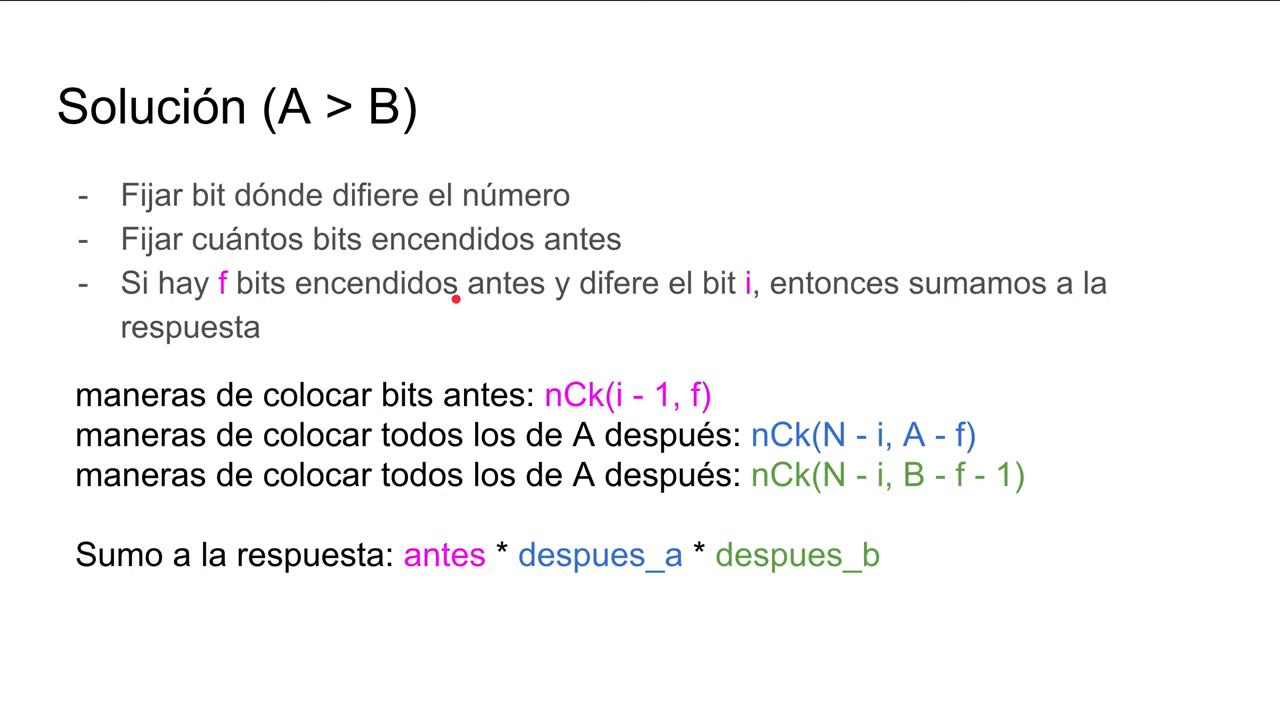 Solución (A > B)
- Fijar bit dónde difiere el número
- Fijar cuántos bits encendidos antes
- Si hay f bits encendidos antes y difere el bit i, entonces sumamos a la
respuesta
maneras de colocar bits antes: nCk(i - 1, f)
maneras de colocar todos los de A después: nCk(N - i, A - f)
maneras de colocar todos los de A después: nCk(N - i, B - f - 1)
Sumo a la respuesta: antes * despues_a * despues_b